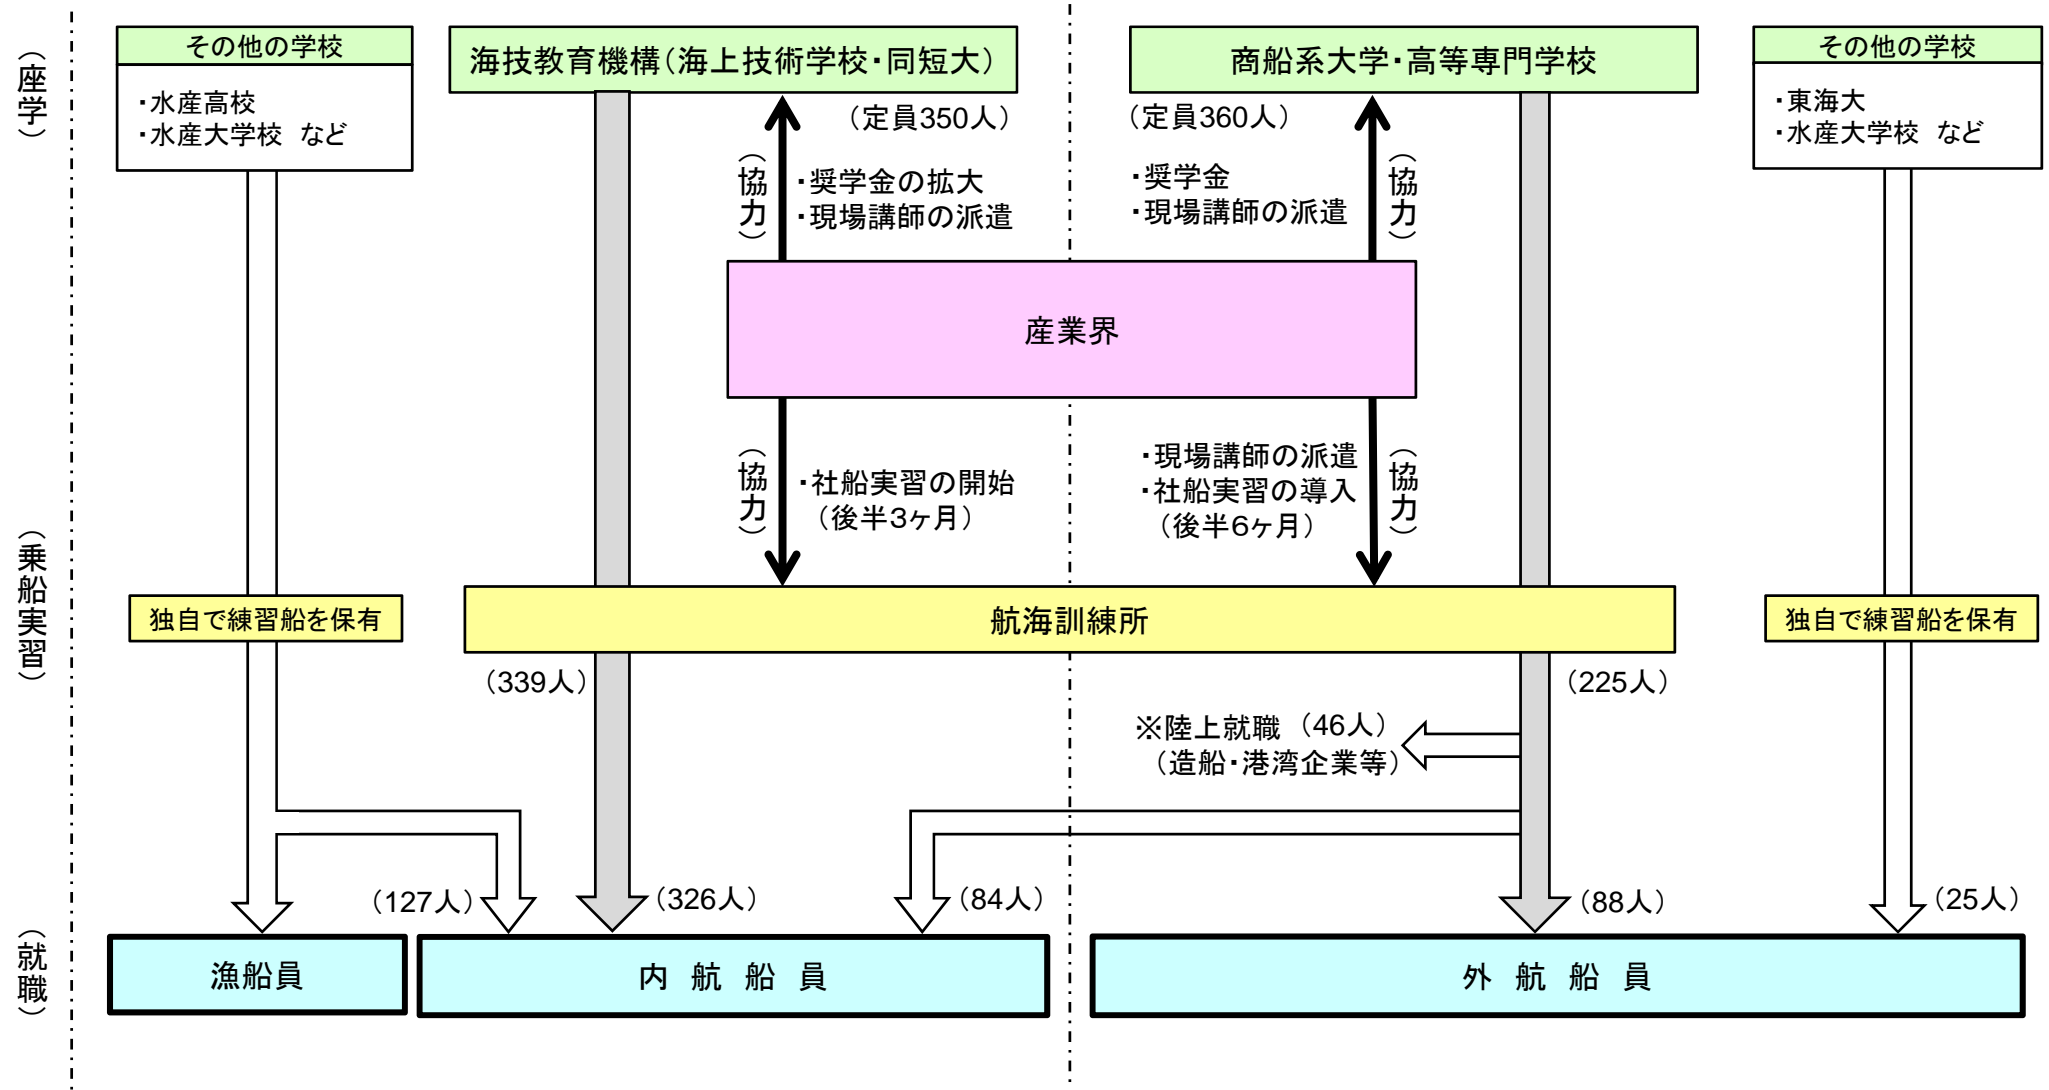 （座学）
その他の学校
・水産高校
・水産大学校　など
海技教育機構（海上技術学校・同短大）
（定員350人）
商船系大学・高等専門学校
（定員360人）
その他の学校
・東海大
・水産大学校　など
（協力）
・奨学金の拡大
・現場講師の派遣
・奨学金
・現場講師の派遣
（協力）
産業界
（協力）
・社船実習の開始
（後半3ヶ月）
・現場講師の派遣
・社船実習の導入
（後半6ヶ月）
（協力）
（乗船実習）
独自で練習船を保有
航海訓練所
独自で練習船を保有
（339人）
（225人）
※陸上就職（46人）
（造船・港湾企業等）
（127人）
（326人）
（84人）
（88人）
（25人）
（就職）
漁船員
内航船員
外航船員